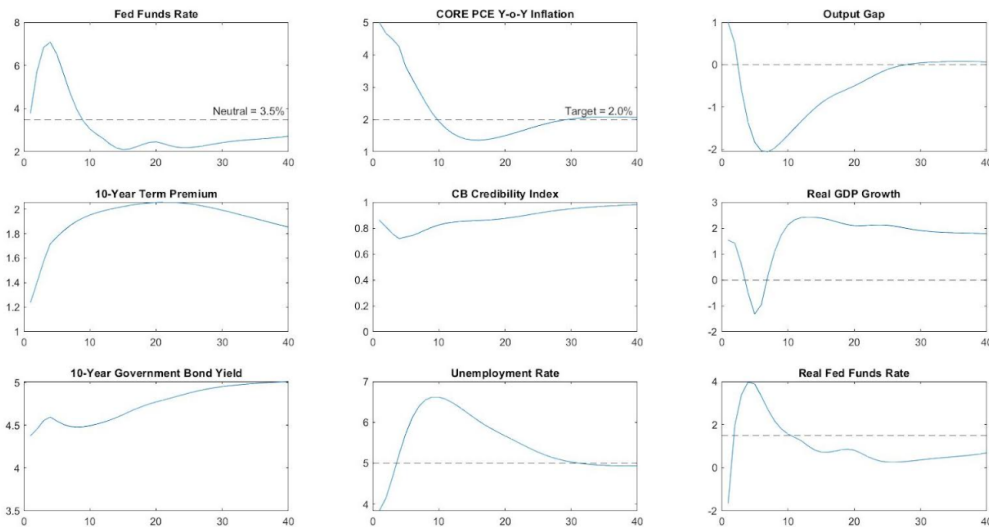 Fed Funds Rate
8
6
4
2
Neutral = 3.5%
0 10 20 30 40
CORE PCE Y-o-Y Inflation
5
4
3
2
1
Target = 2.0%
0 10 20 30 40
Output Gap
1
0
-1
-2
0 10 20 30 40
10-Year Term Premium
2
1.8
1.6
1.4
1.2
1
0 10 20 30 40
CB Credibility Index
1
0.8
0.6
0.4
0.2
0
0 10 20 30 40
Real GDP Growth
3
2
1
0
-1
-2
0 10 20 30 40
10-Year Government Bond Yield
5
4.5
4
3.5
0 10 20 30 40
Unemployment Rate
7
6
5
4
0 10 20 30 40
Real Fed Funds Rate
4
2
0
-2
0 10 20 30 40